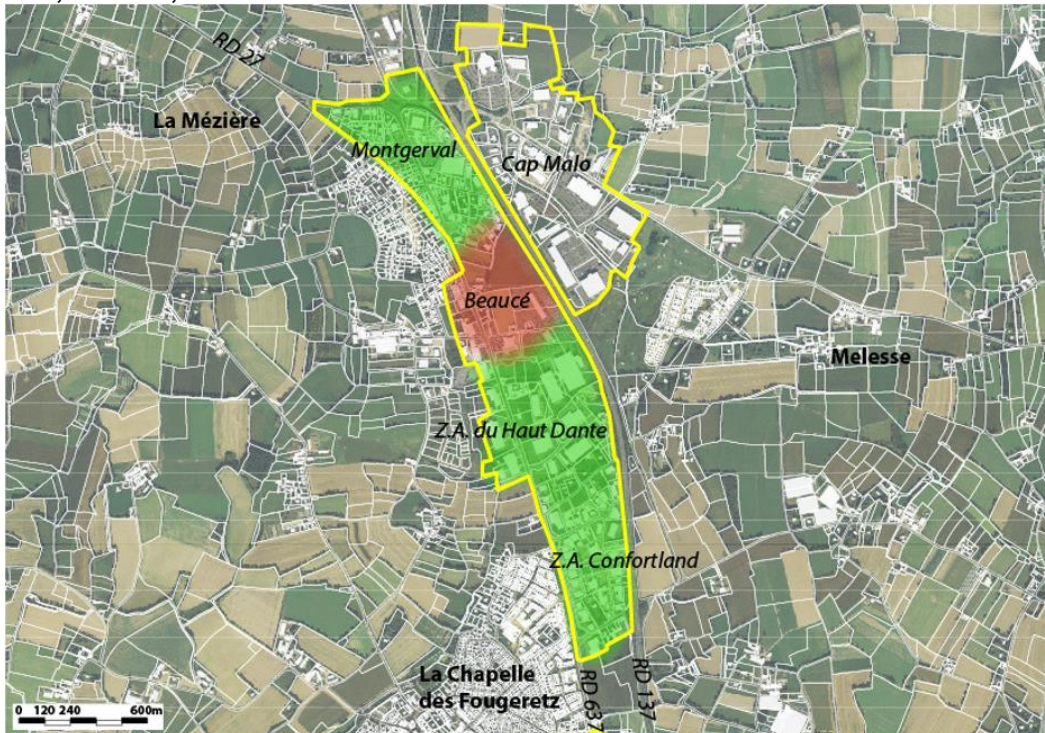 N
RD 27
La Mézière
Montgerval
Cap Malo
Beaucé
Melesse
Z.A. du Haut Dante
Z.A. Confortland
La Chapelle
des Fougeretz
RD 637
RD 137
0 120 240 600m